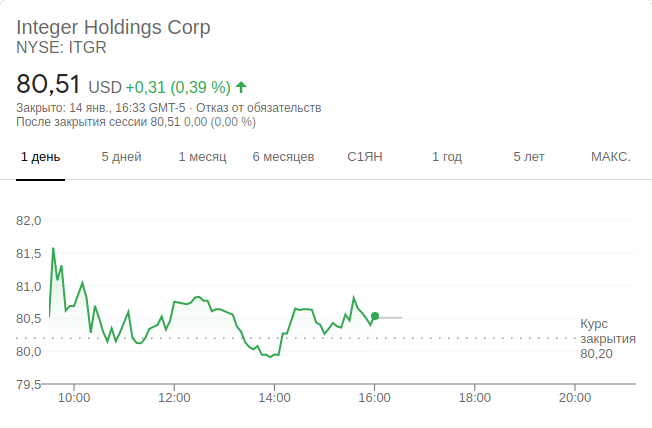 Integer Holdings Corp
NYSE: ITGR
80,51 USD +0,31 (0,39 %)
Закрыто: 14 янв., 16:33 GMT-5 · Отказ от обязательств
После закрытия сессии 80,51 0,00 (0,00 %)
1 день 5 дней 1 месяц 6 месяцев С1ЯН 1 год 5 лет МАКС.
82,0
81,5
81,0
80,5
80,0
79,5
Курс
закрытия
80,20
10:00 12:00 14:00 16:00 18:00 20:00